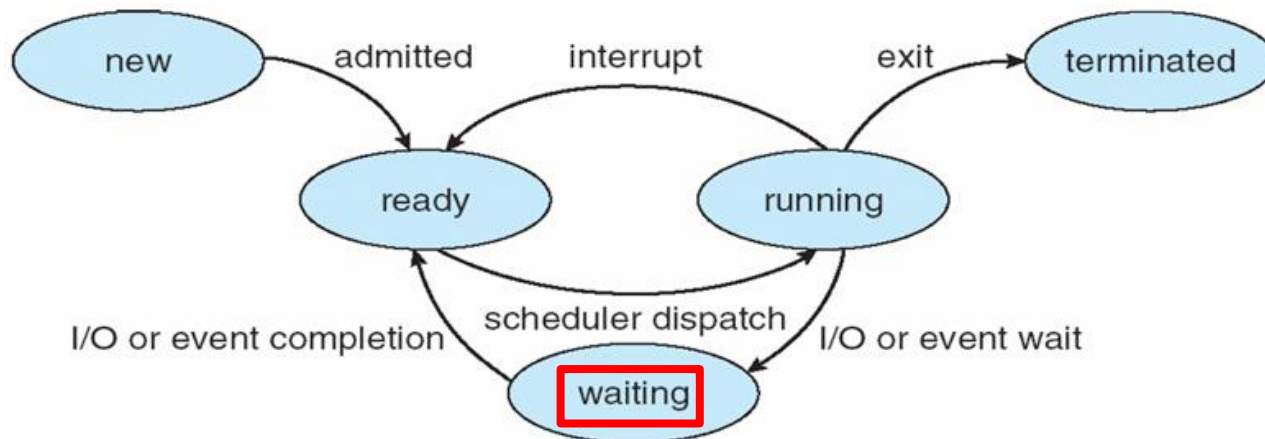 new
admitted
interrupt
exit
terminated
ready
running
I/O or event completion
scheduler dispatch
I/O or event wait
waiting